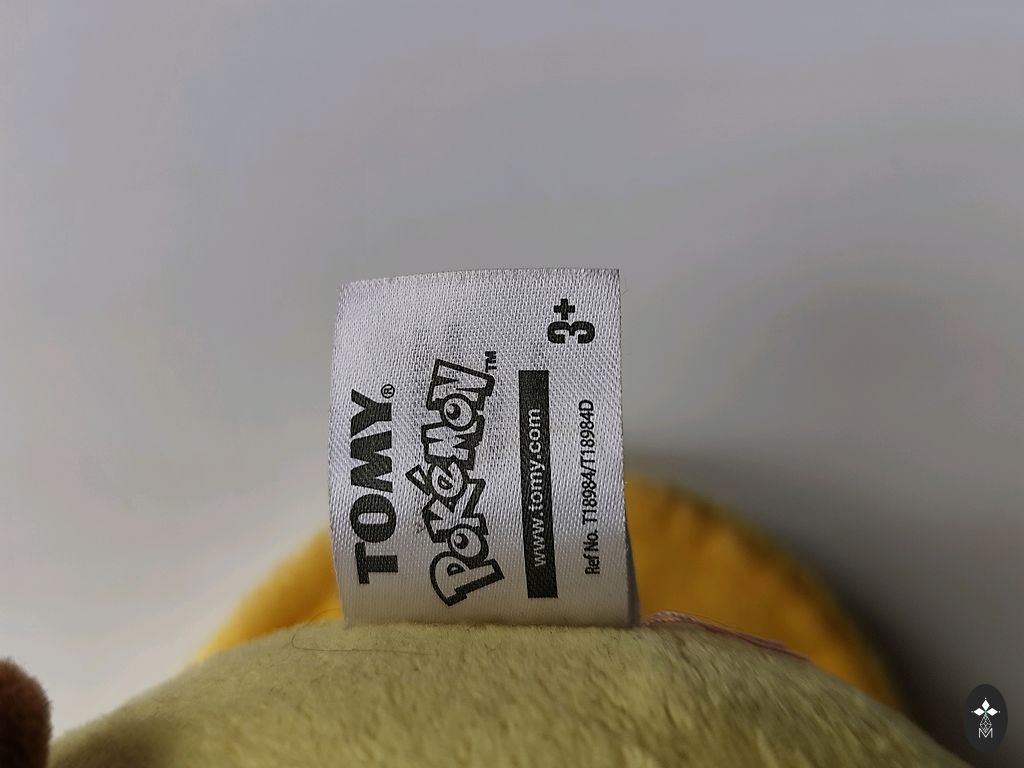 TOMY®
POKéMON™
www.tomy.com
Ref No. T18984/T18984D
3+